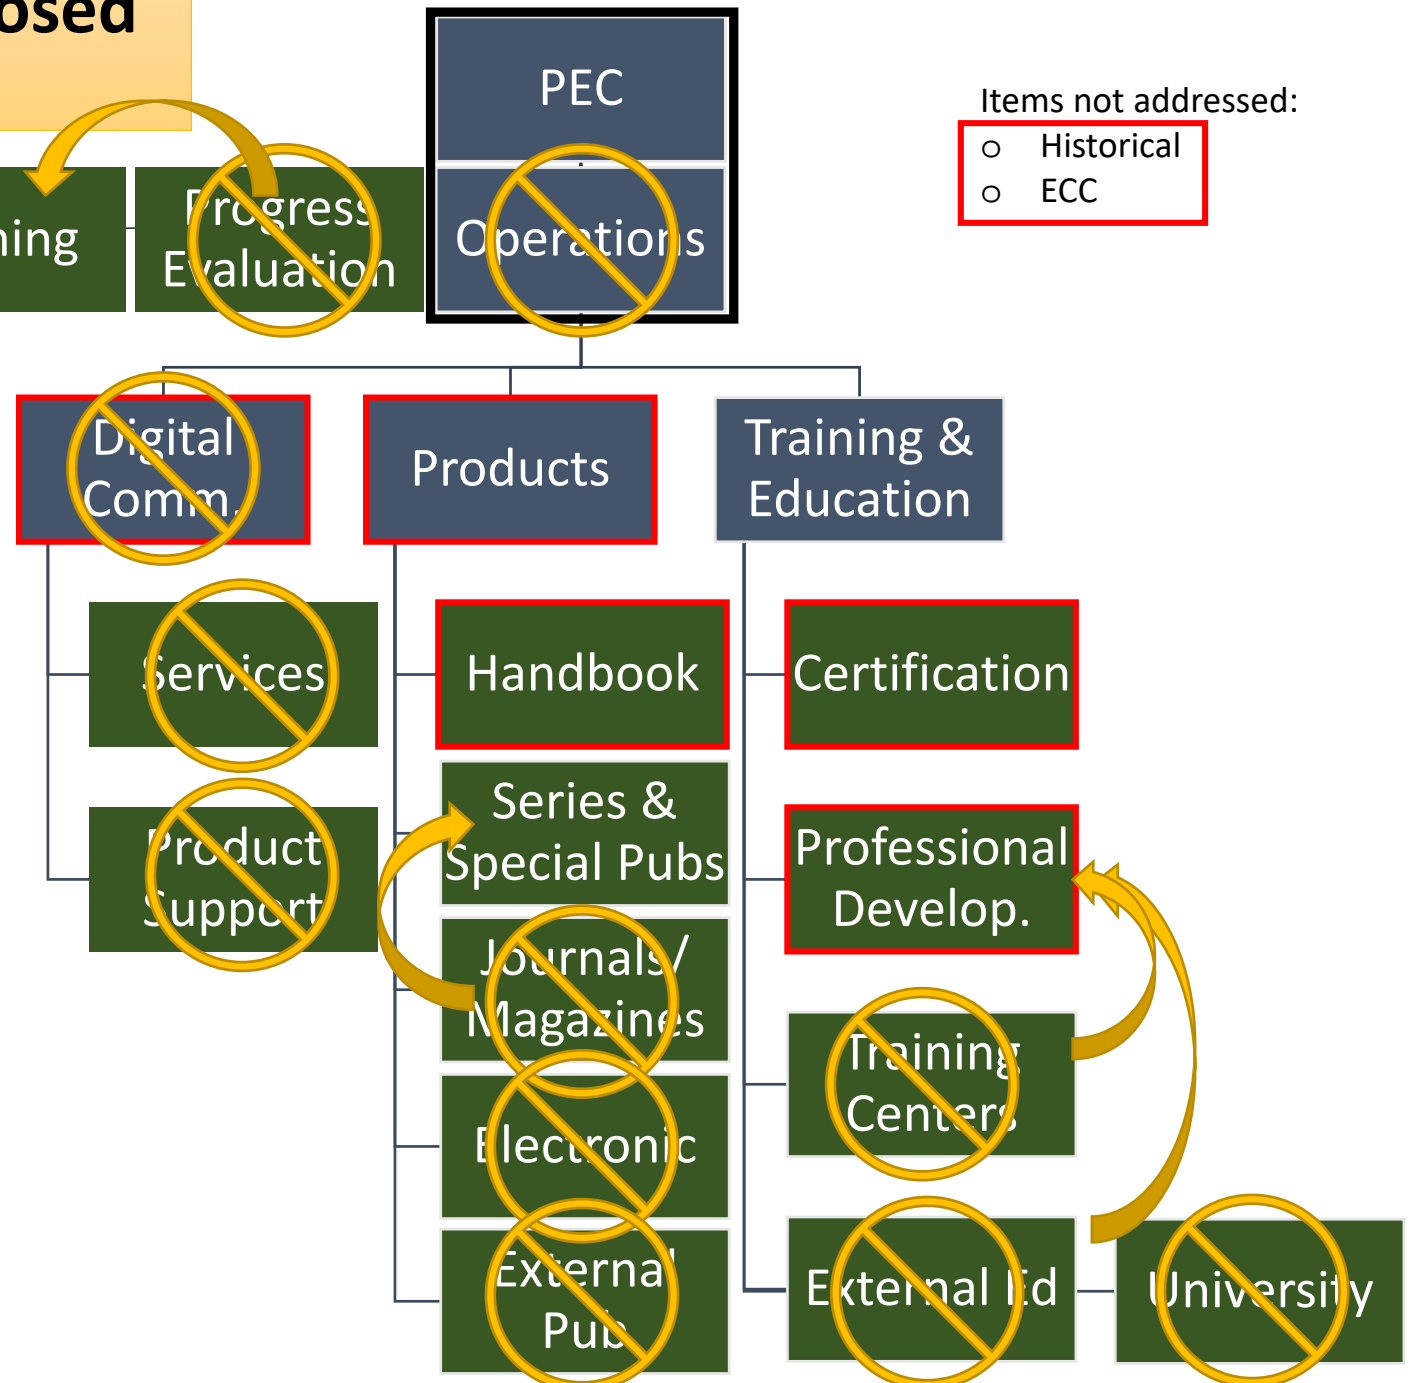 osed
PEC
Items not addressed:
o Historical
o ECC
ning
Progress
Evaluation
Operations
Digital
Comm.
Products
Training &
Education
Services
Handbook
Certification
Product
Support
Series &
Special Pubs
Professional
Develop.
Journals/
Magazines
Training
Centers
Electronic
External
Pub
External Ed
University